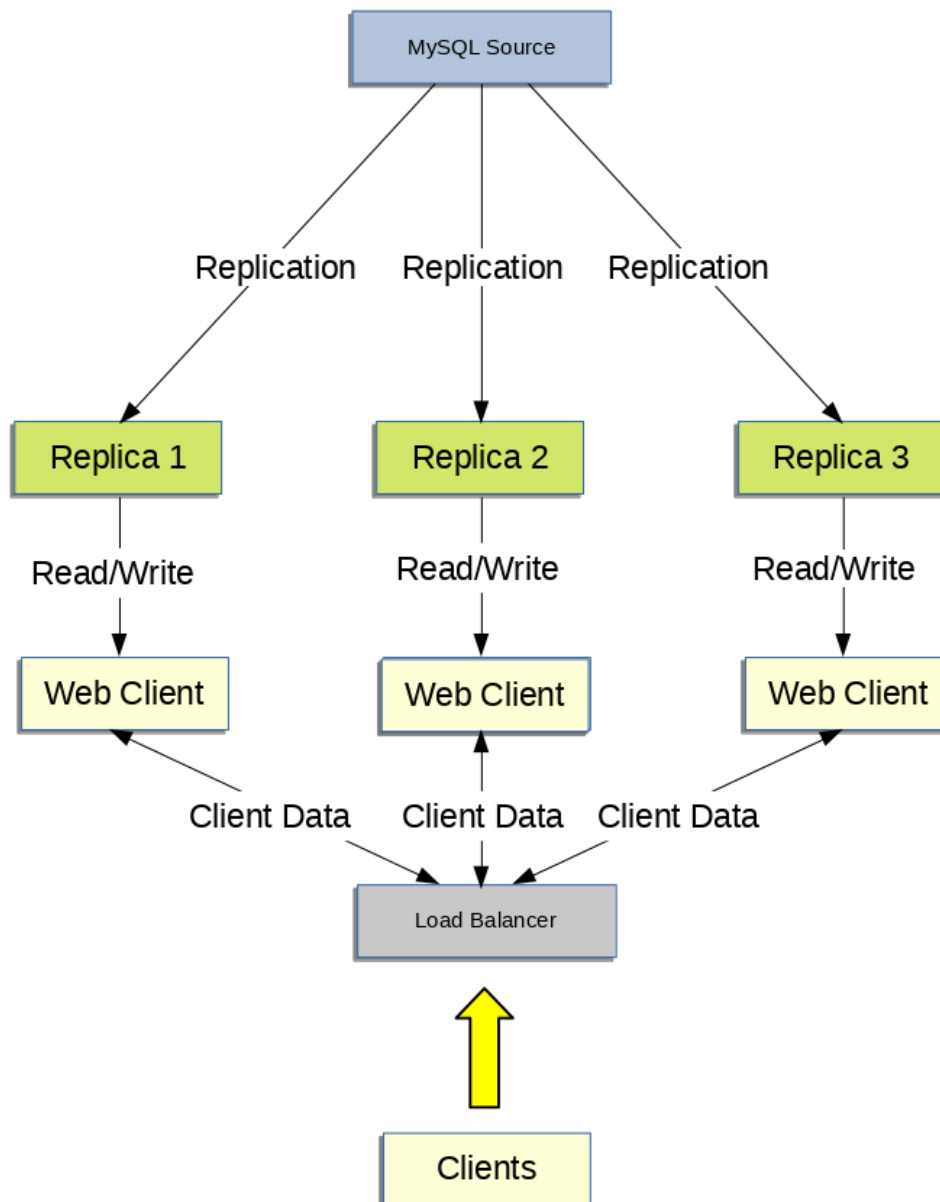 MySQL Source
Replication
Replication
Replication
Replica 1
Replica 2
Replica 3
Read/Write
Read/Write
Read/Write
Web Client
Web Client
Web Client
Client Data
Client Data
Client Data
Load Balancer
Clients